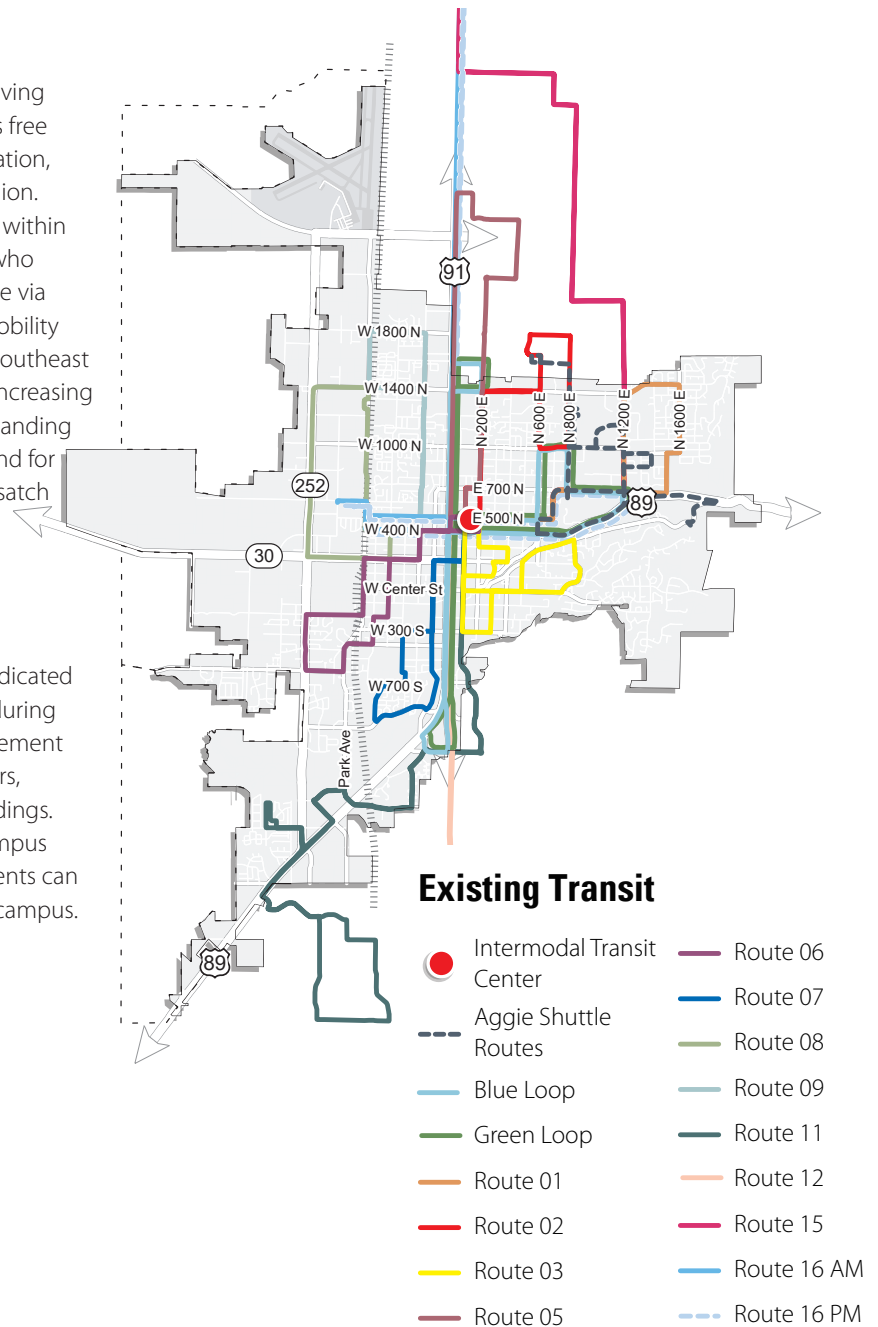 ving
s free
ation,
ion.
within
who
e via
obility
outheast
ncreasing
anding
nd for
satch
dicated
during
ement
rs,
dings.
mpus
ents can
campus.
91
W 1800 N
W 1400 N
W 1000 N
N 200 E
N 600 E
N 800 E
N 1200 E
N 1600 E
252
E 700 N
E 500 N
89
W 400 N
30
W Center St
W 300 S
W 700 S
Park Ave
89
Existing Transit
Intermodal Transit
Center
Aggie Shuttle
Routes
Blue Loop
Green Loop
Route 01
Route 02
Route 03
Route 05
Route 06
Route 07
Route 08
Route 09
Route 11
Route 12
Route 15
Route 16 AM
Route 16 PM